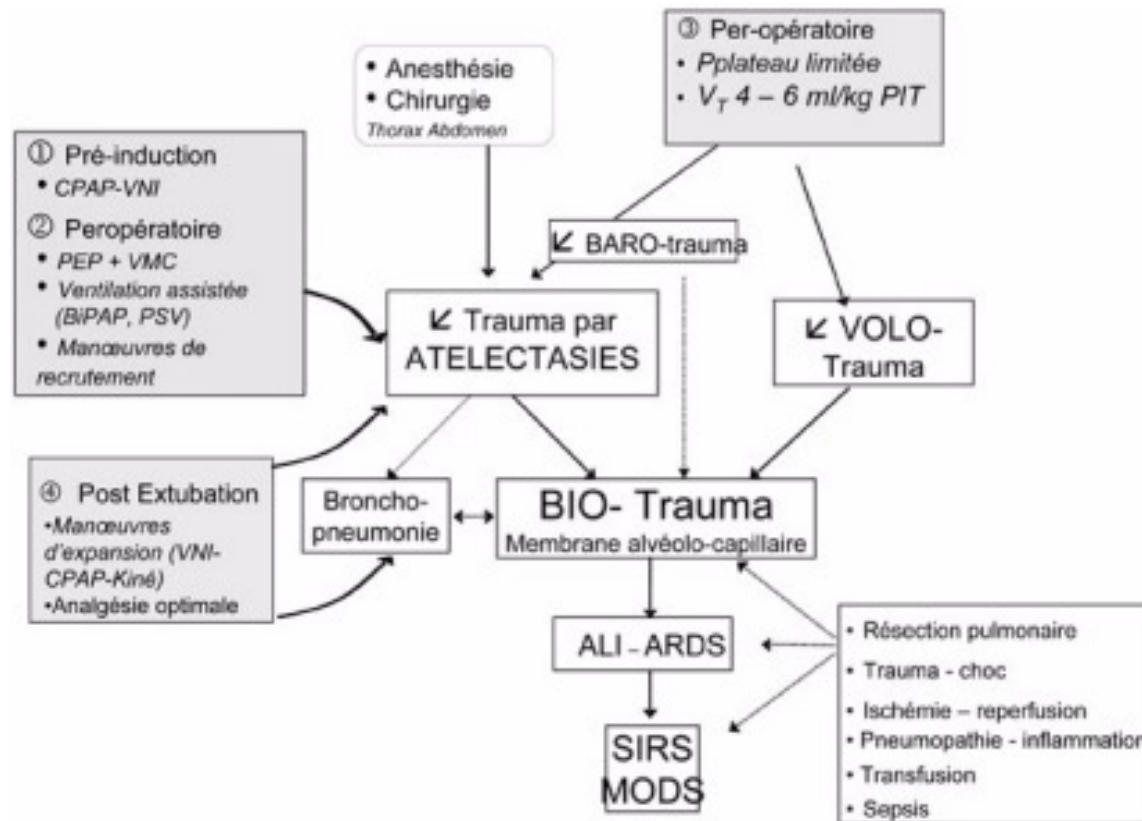 ③ Per-opératoire
• Pplateau limitée
• VT 4 – 6 ml/kg PIT
• Anesthésie
• Chirurgie
Thorax Abdomen
① Pré-induction
• CPAP-VNI
② Peropératoire
• PEP + VMC
• Ventilation assistée
(BiPAP, PSV)
• Manœuvres de
recrutement
↙ BARO-trauma
↙ Trauma par
ATELECTASIES
↙ VOLO-
Trauma
④ Post Extubation
•Manœuvres
d'expansion (VNI-
CPAP-Kiné)
•Analgésie optimale
Broncho-
pneumonie
BIO- Trauma
Membrane alvéolo-capillaire
ALI – ARDS
SIRS
MODS
• Résection pulmonaire
• Trauma - choc
• Ischémie – reperfusion
• Pneumopathie - inflammation
• Transfusion
• Sepsis